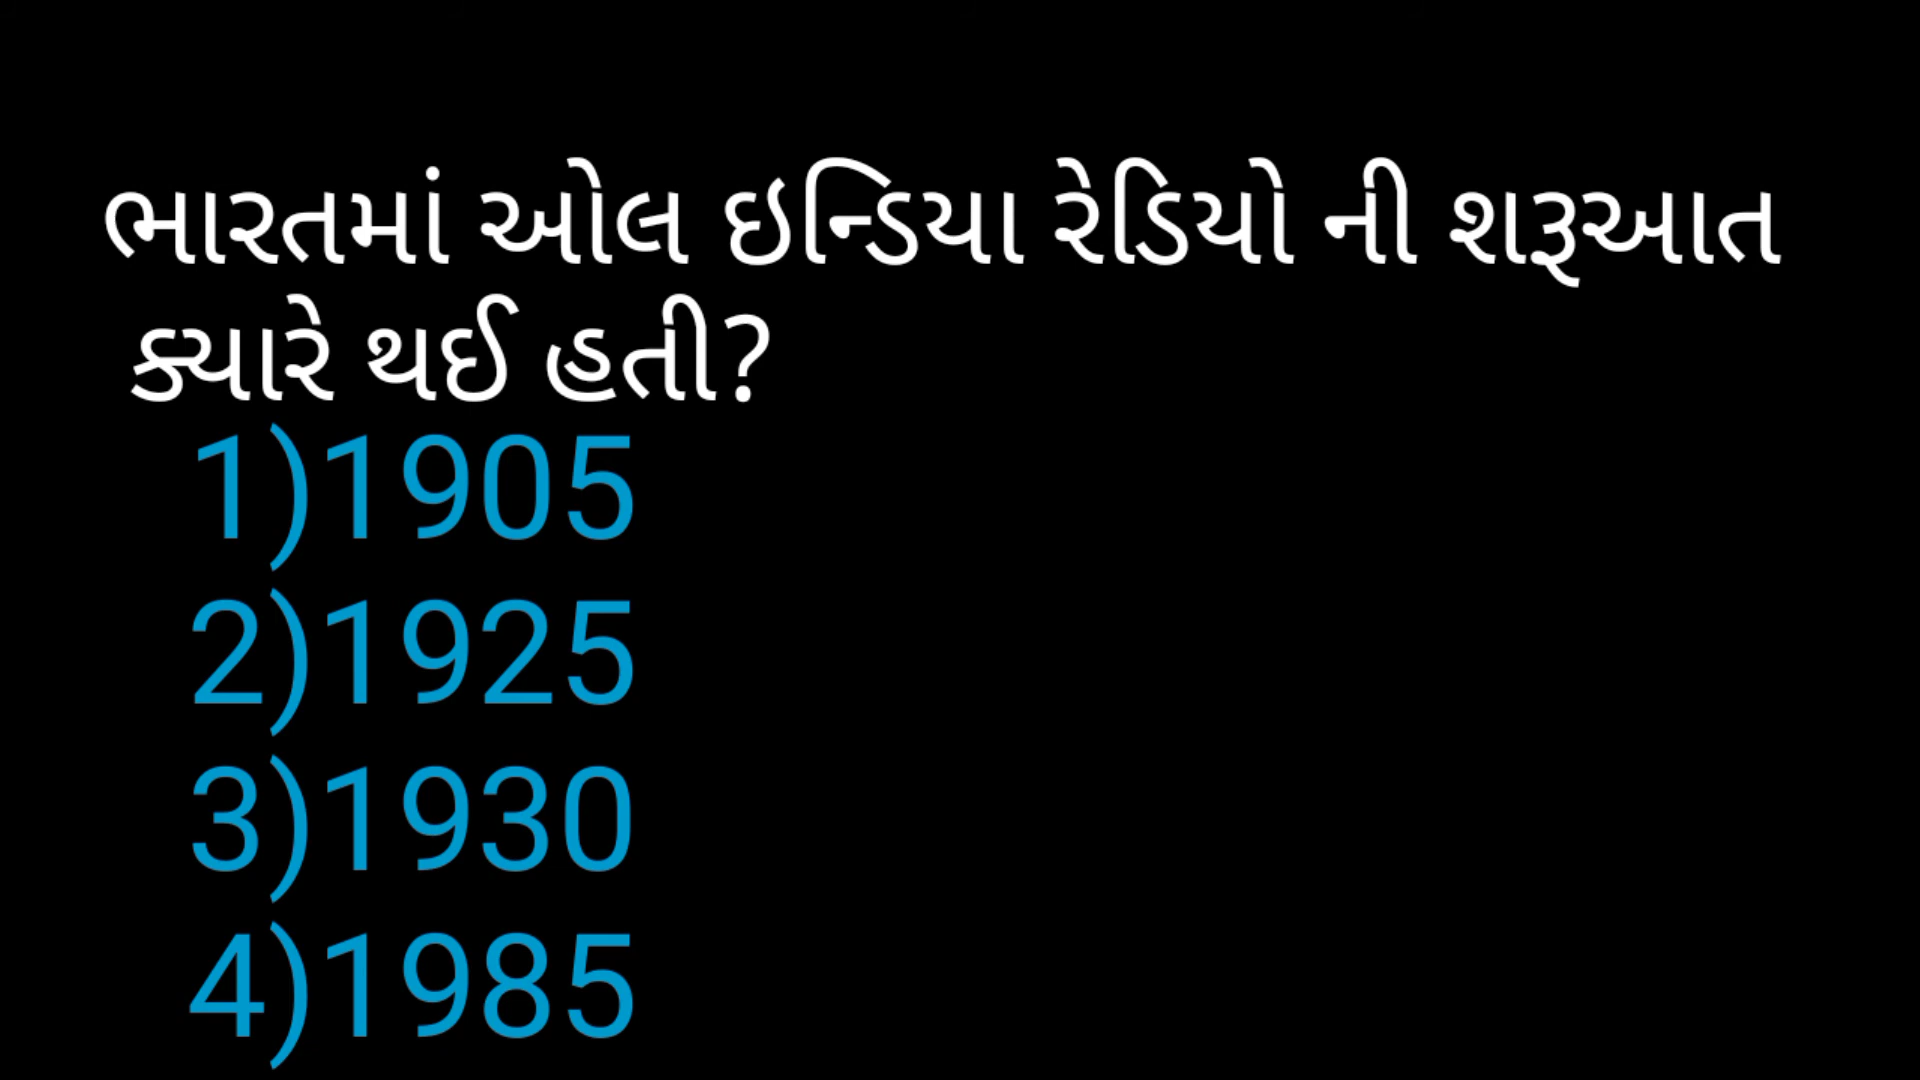 ભારતમાં ઓલ ઇન્ડિયા રેડિયો ની શરૂઆત
ક્યારે થઈ હતી?
1)1905
2)1925
3)1930
4)1985